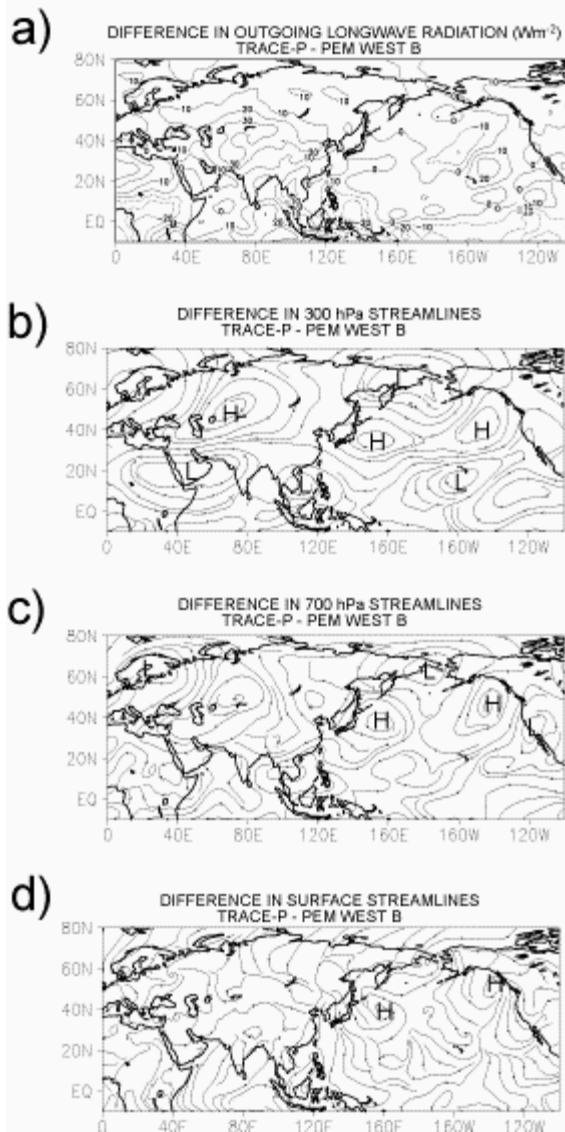 a)
DIFFERENCE IN OUTGOING LONGWAVE RADIATION (Wm-2)
TRACE-P - PEM WEST B
80N
60N
40N
20N
EQ
0 40E 80E 120E 160E 160W 120W
b)
DIFFERENCE IN 300 hPa STREAMLINES
TRACE-P - PEM WEST B
80N
60N
40N
20N
EQ
H
H
H
L
L
L
0 40E 80E 120E 160E 160W 120W
c)
DIFFERENCE IN 700 hPa STREAMLINES
TRACE-P - PEM WEST B
80N
60N
40N
20N
EQ
L
L
H
H
0 40E 80E 120E 160E 160W 120W
d)
DIFFERENCE IN SURFACE STREAMLINES
TRACE-P - PEM WEST B
80N
60N
40N
20N
EQ
H
H
0 40E 80E 120E 160E 160W 120W